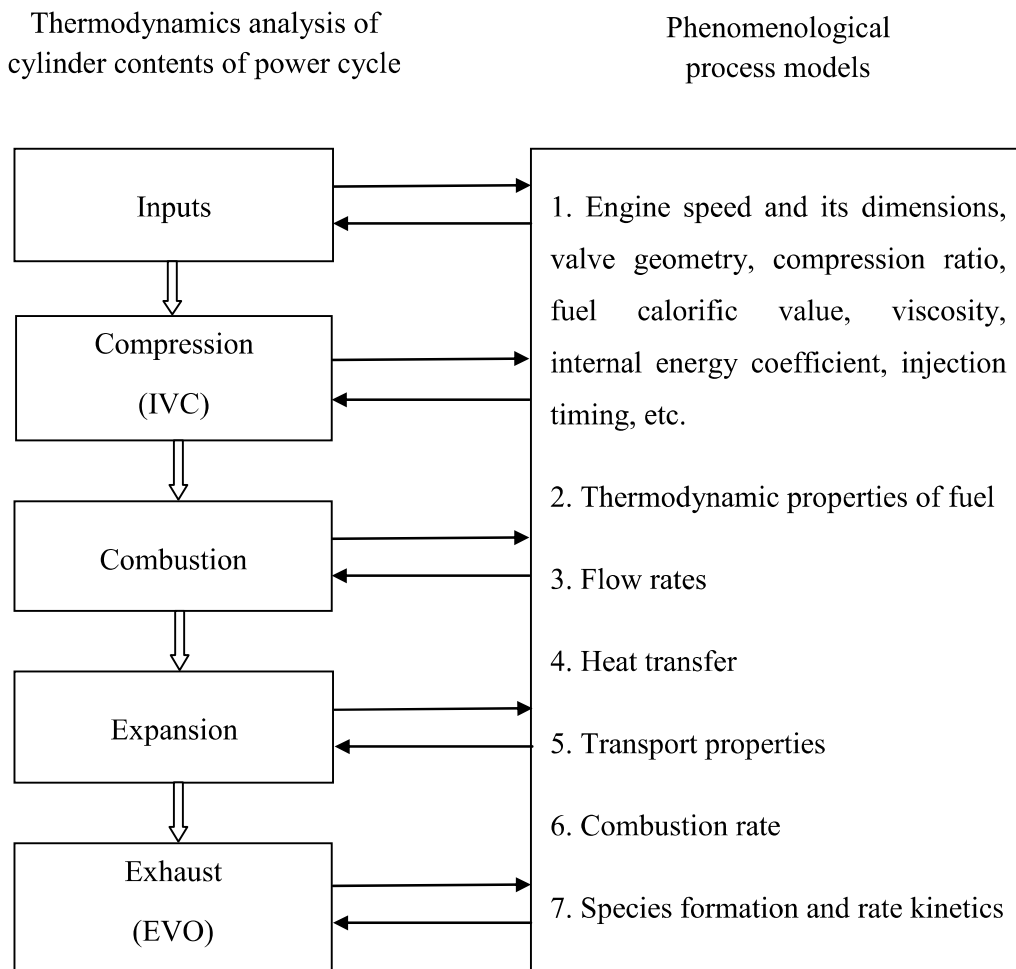 Thermodynamics analysis of
cylinder contents of power cycle
Phenomenological
process models
Inputs
Compression
(IVC)
Combustion
Expansion
Exhaust
(EVO)
1. Engine speed and its dimensions,
valve geometry, compression ratio,
fuel calorific value, viscosity,
internal energy coefficient, injection
timing, etc.
2. Thermodynamic properties of fuel
3. Flow rates
4. Heat transfer
5. Transport properties
6. Combustion rate
7. Species formation and rate kinetics